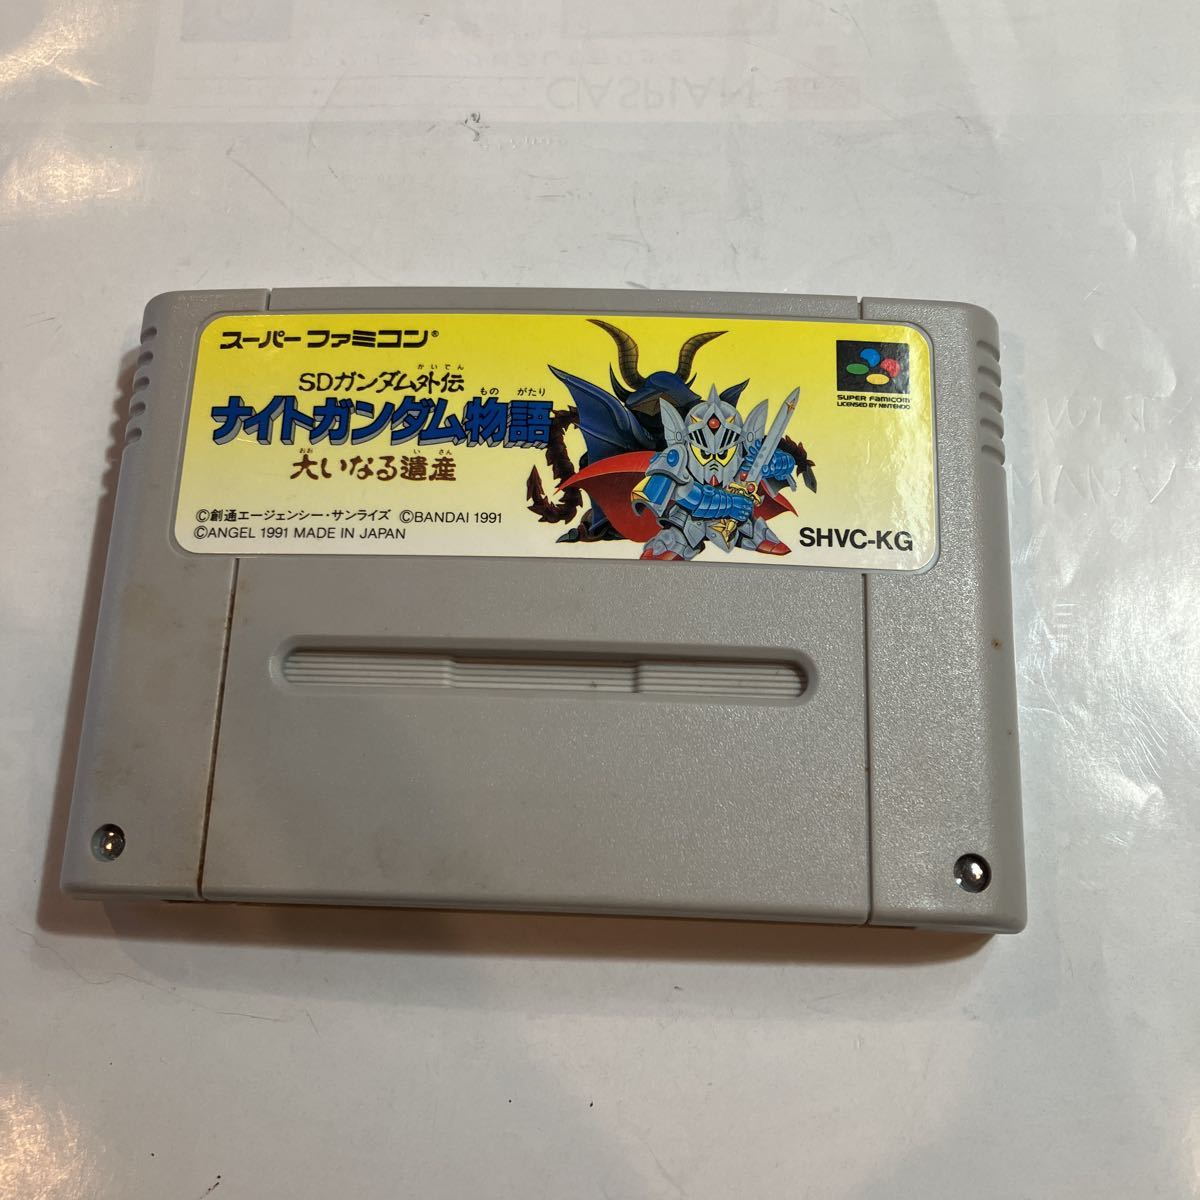 スーパーファミコン®
かいでん
SDガンダム外伝
もの がたり
ナイトガンダム物語
おお いさん
大いなる遺産
©創通エージェンシー・サンライズ ©BANDAI 1991
©ANGEL 1991 MADE IN JAPAN
SUPER FAMICOM
LICENSED BY NINTENDO
SHVC-KG
CASPIAN